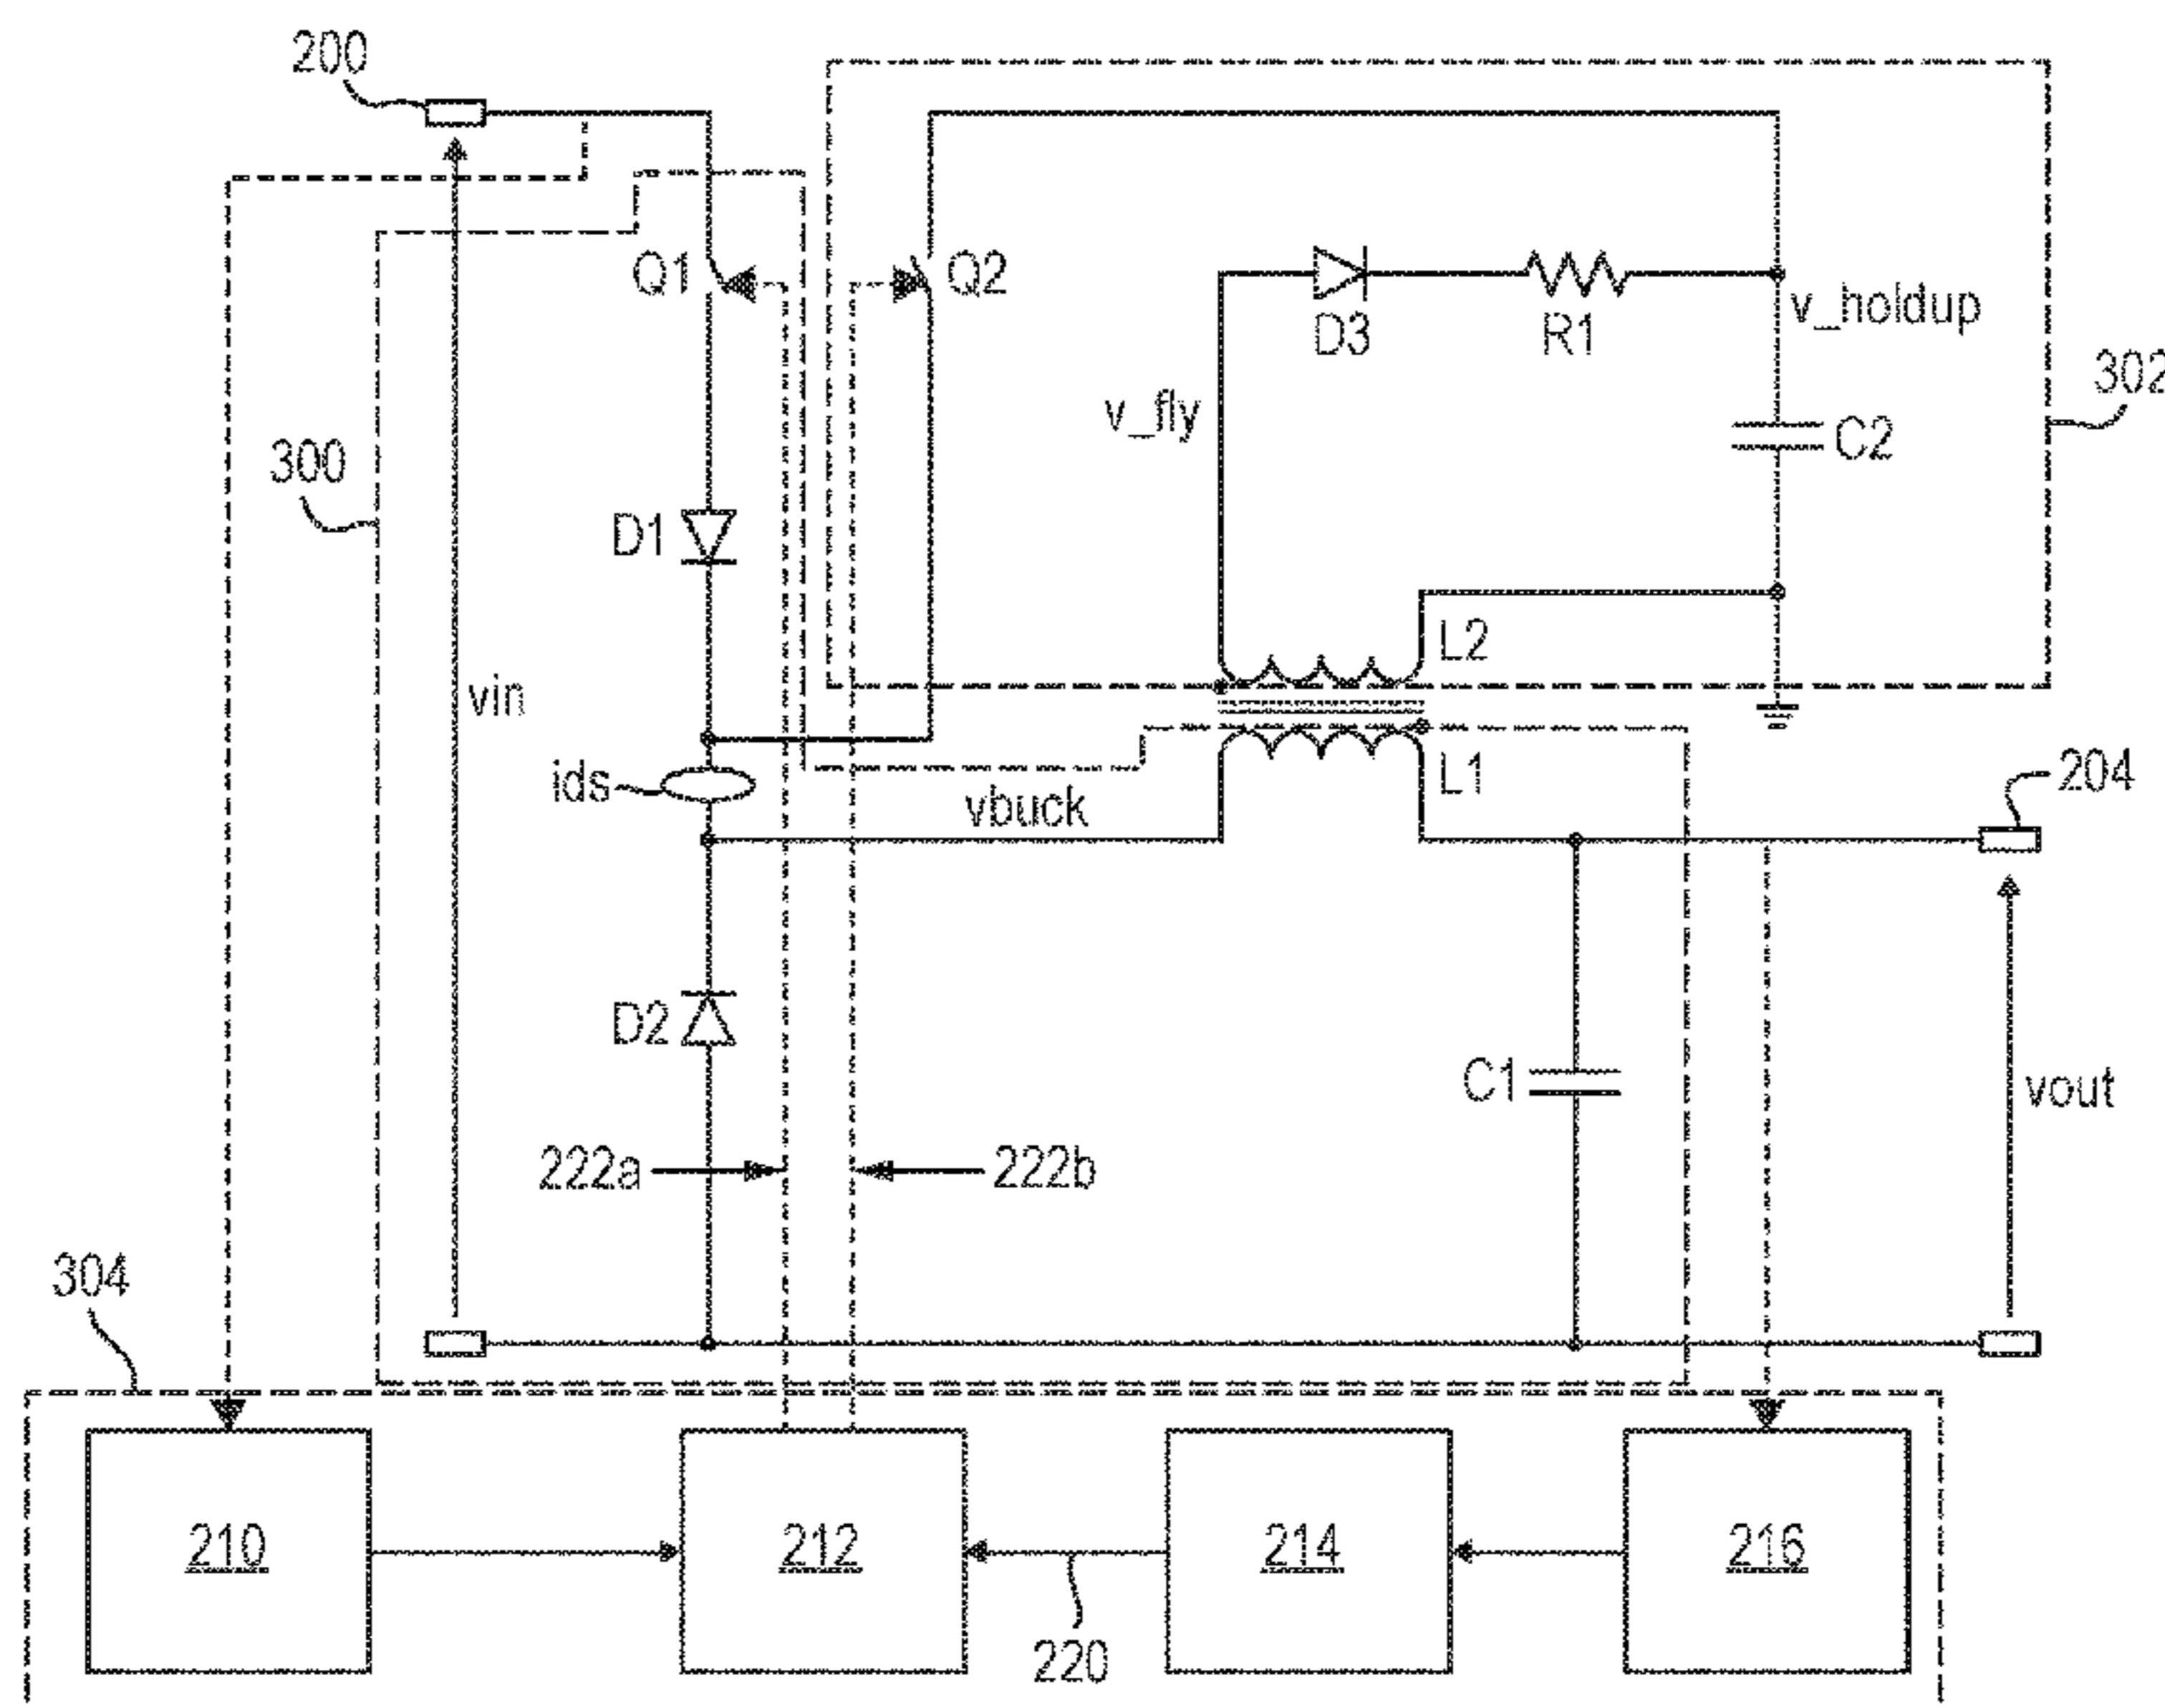 200
Q1
Q2
D3
R1
v_holdup
302
v_fly
C2
300
D1
L2
vin
ids
vbuck
L1
204
D2
C1
vout
222a
222b
304
210
212
214
216
220